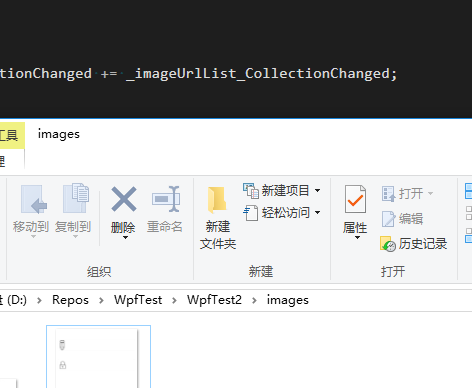 tionChanged += _imageUrlList_CollectionChanged;
工具 images
理
移动到 复制到 删除 重命名 新建文件夹 新建项目 轻松访问 属性 打开 编辑 历史记录
组织 新建 打开
(D:) > Repos > WpfTest > WpfTest2 > images